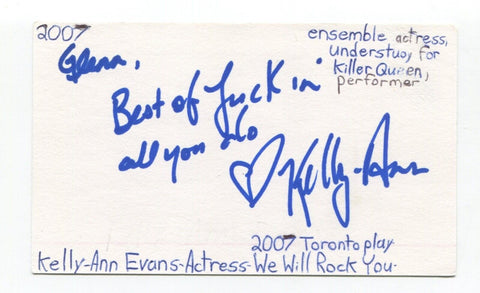 2007
ensemble actress,
understudy for
Killer Queen,
performer
Glenn,
Best of luck in
all you do
♡ Kelly-Ann
2007 Toronto play
Kelly-Ann Evans-Actress-We Will Rock You-